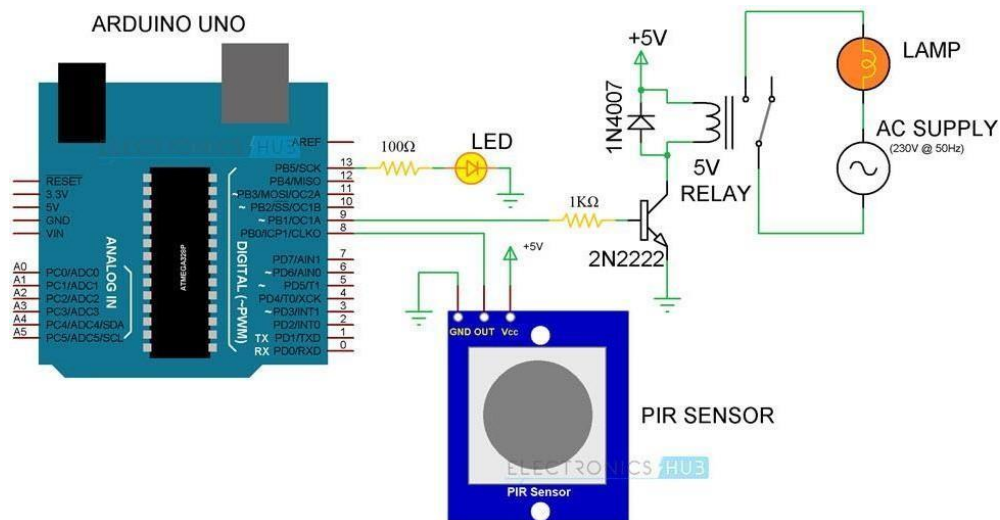 ARDUINO UNO
ELECTRONICS HUB
AREF
PB5/SCK 13
PB4/MISO 12
~PB3/MOSI/OC2A 11
~ PB2/SS/OC1B 10
~ PB1/OC1A 9
PB0/ICP1/CLKO 8
PD7/AIN1 7
~ PD6/AIN0 6
~ PD5/T1 5
PD4/T0/XCK 4
~ PD3/INT1 3
PD2/INT0 2
TX PD1/TXD 1
RX PD0/RXD 0
RESET
3.3V
5V
GND
VIN
A0 PC0/ADC0
A1 PC1/ADC1
A2 PC2/ADC2
A3 PC3/ADC3
A4 PC4/ADC4/SDA
A5 PC5/ADC5/SCL
ANALOG IN
ATMEGA328P
DIGITAL (~PWM)
100Ω
LED
1KΩ
2N2222
+5V
1N4007
5V
RELAY
LAMP
AC SUPPLY
(230V @ 50Hz)
+5V
GND OUT Vcc
PIR SENSOR
ELECTRONICS HUB
PIR Sensor